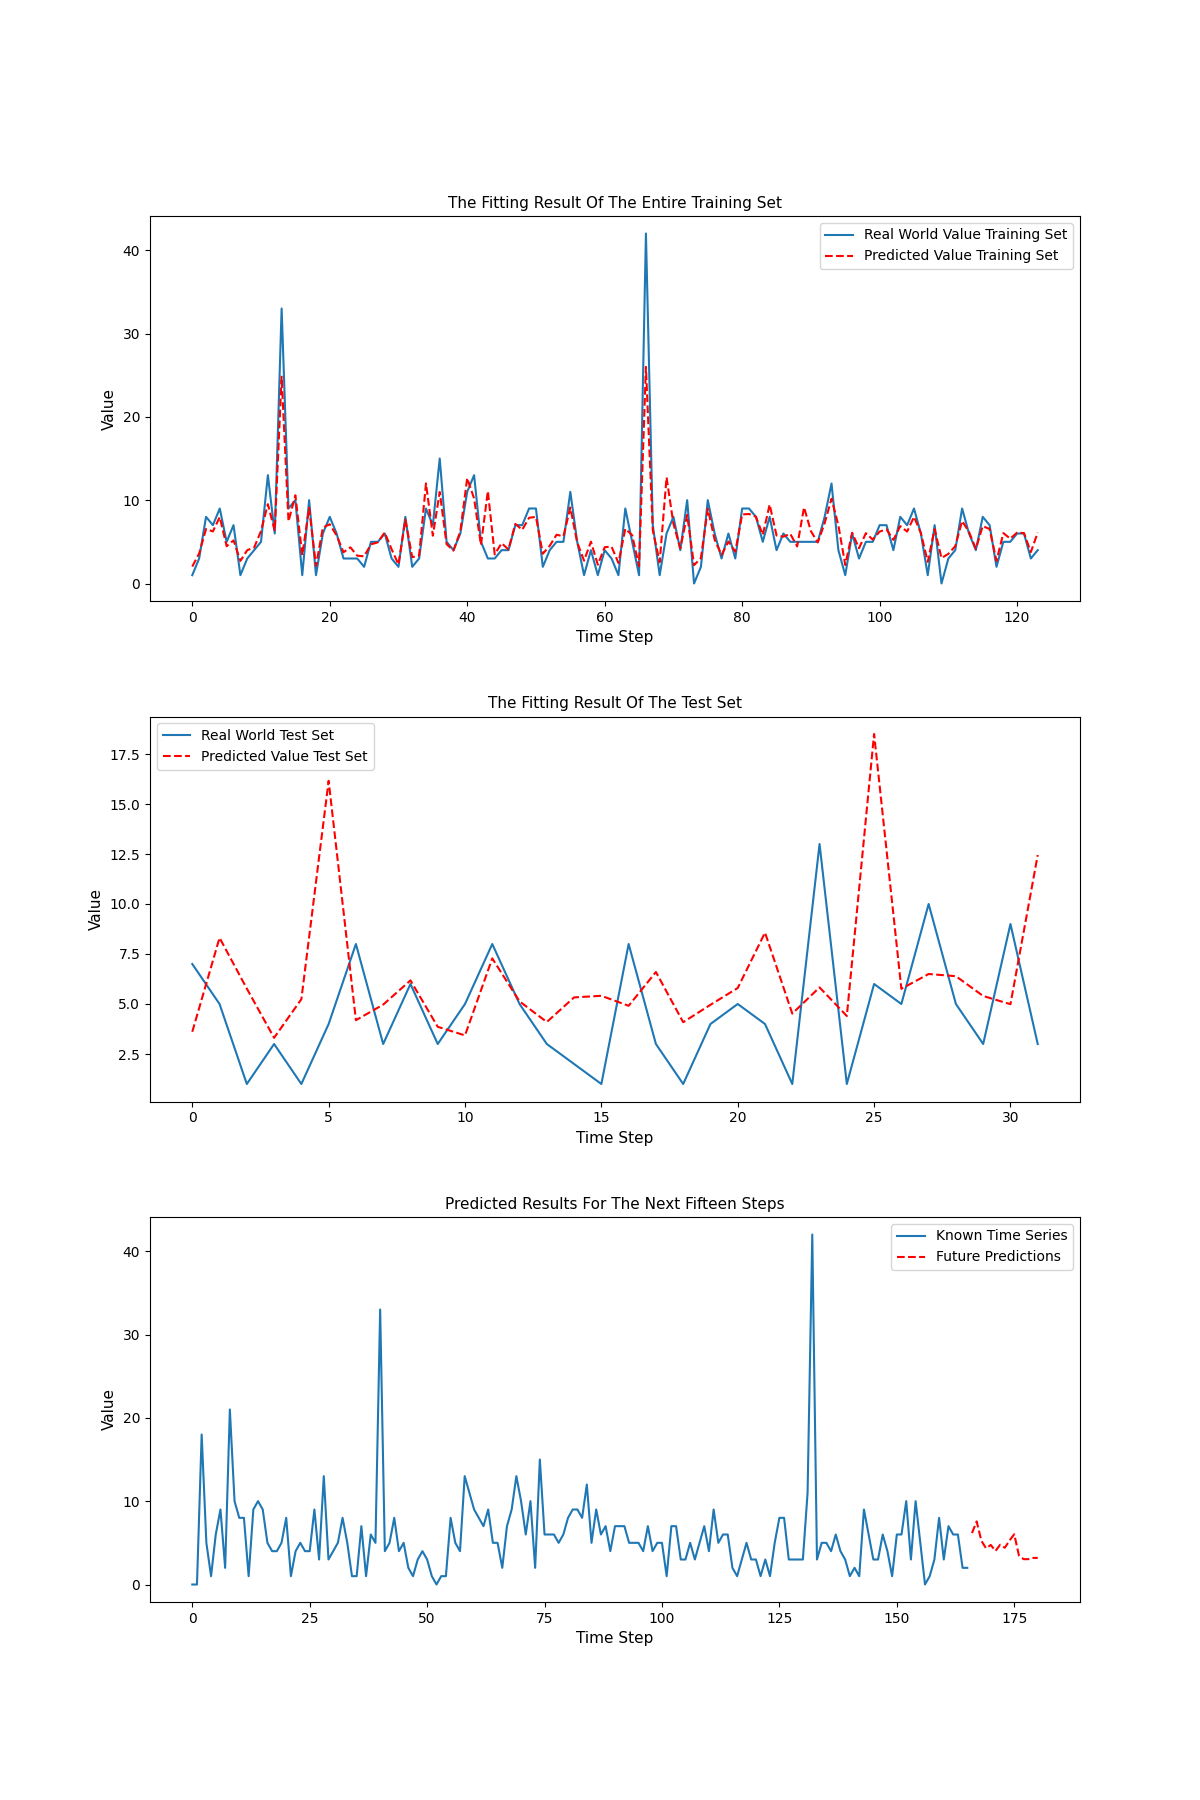 The Fitting Result Of The Entire Training Set
Real World Value Training Set
Predicted Value Training Set
40
30
20
10
0
Value
0 20 40 60 80 100 120
Time Step
The Fitting Result Of The Test Set
Real World Test Set
Predicted Value Test Set
17.5
15.0
12.5
10.0
7.5
5.0
2.5
Value
0 5 10 15 20 25 30
Time Step
Predicted Results For The Next Fifteen Steps
Known Time Series
Future Predictions
40
30
20
10
0
Value
0 25 50 75 100 125 150 175
Time Step